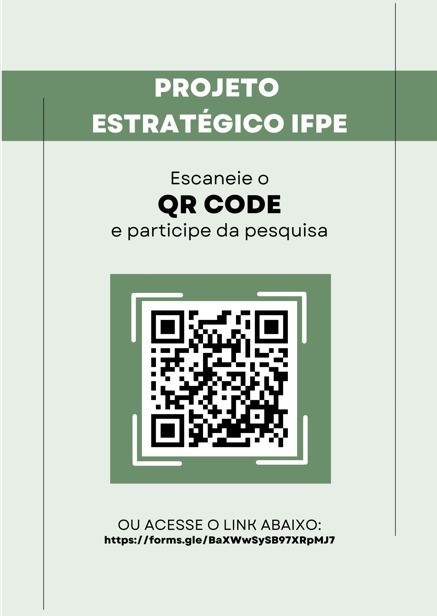 PROJETO
ESTRATÉGICO IFPE
Escaneie o
QR CODE
e participe da pesquisa
OU ACESSE O LINK ABAIXO:
https://forms.gle/BaXWwSySB97XRpMJ7